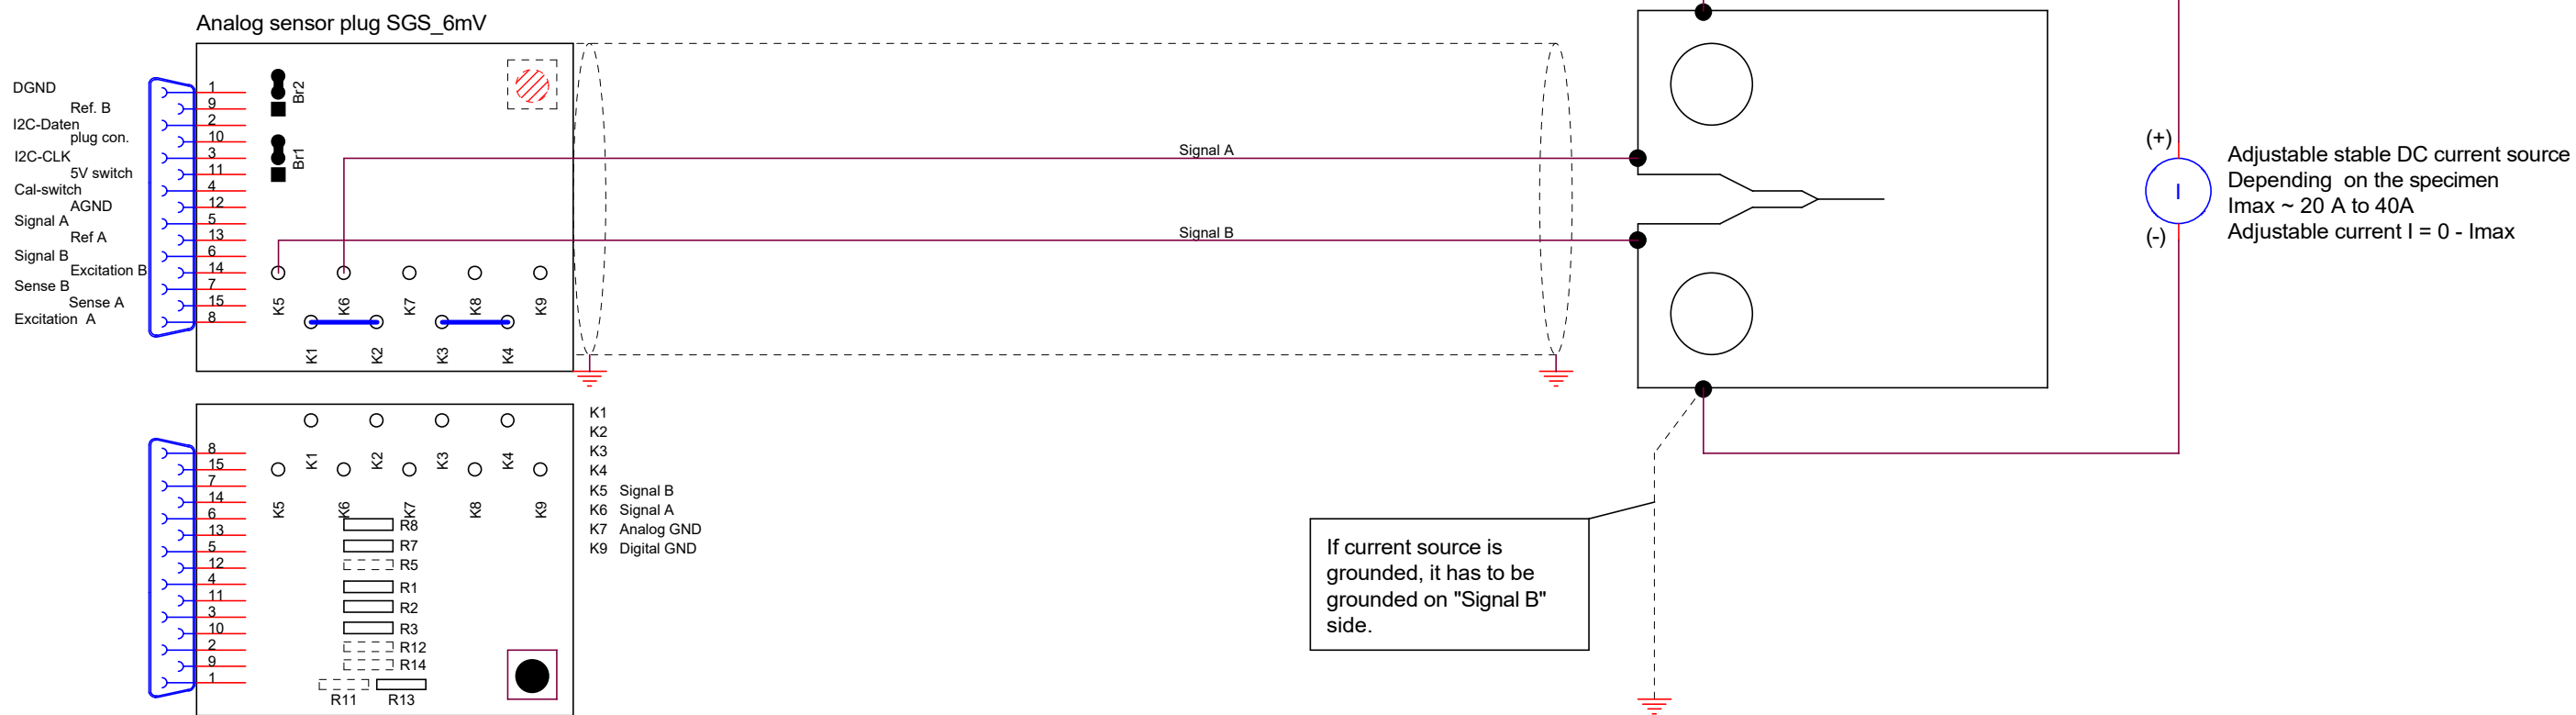 Analog sensor plug SGS_6mV
DGND
Ref. B
I2C-Daten
plug con.
I2C-CLK
5V switch
Cal-switch
AGND
Signal A
Ref A
Signal B
Excitation B
Sense B
Sense A
Excitation A
1
9
2
10
3
11
4
12
5
13
6
14
7
15
8
Br2
Br1
K5
K6
K7
K8
K9
K1
K2
K3
K4
Signal A
Signal B
(+)
I
(-)
Adjustable stable DC current source
Depending on the specimen
Imax ~ 20 A to 40A
Adjustable current I = 0 - Imax
8
15
7
14
6
13
5
12
4
11
3
10
2
9
1
K1
K2
K3
K4
K5
K6
K7
K8
K9
R8
R7
R5
R1
R2
R3
R12
R14
R11
R13
K1
K2
K3
K4
K5 Signal B
K6 Signal A
K7 Analog GND
K9 Digital GND
If current source is
grounded, it has to be
grounded on "Signal B"
side.